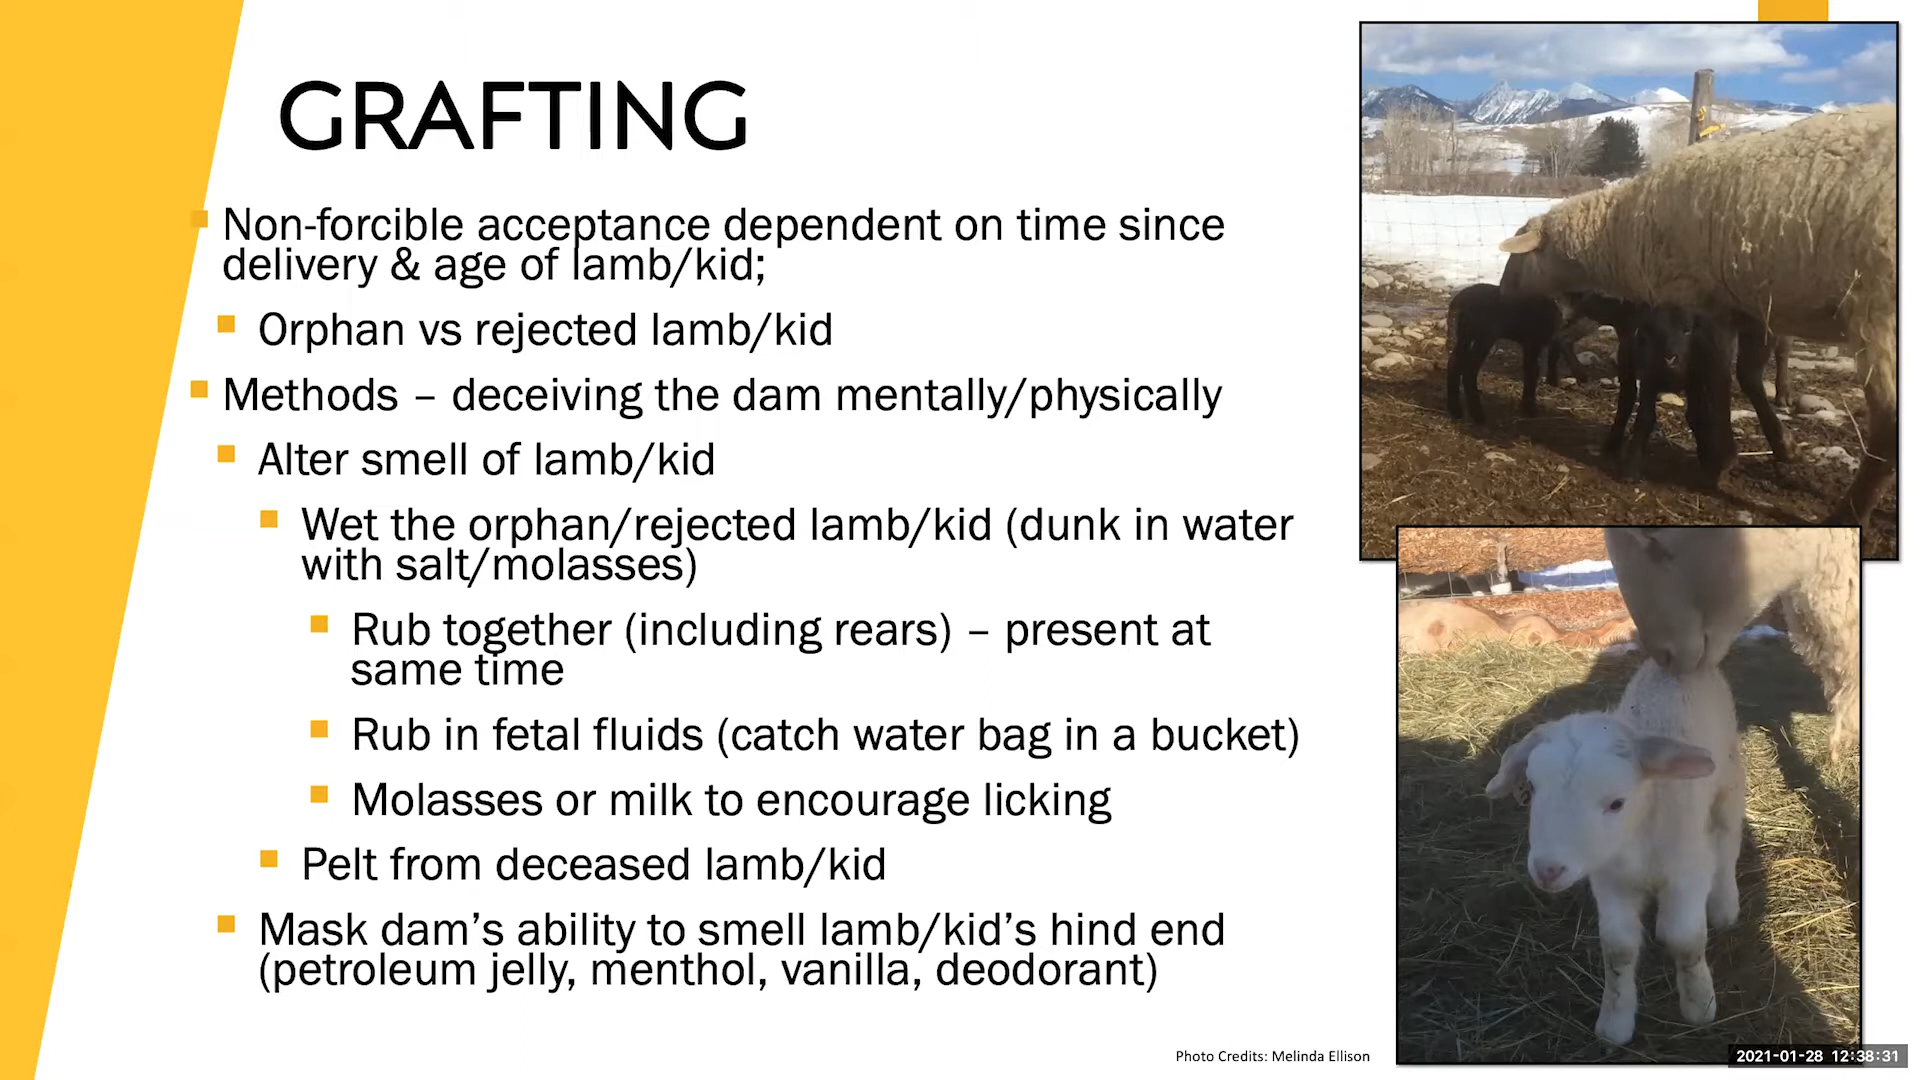 GRAFTING
Non-forcible acceptance dependent on time since
delivery & age of lamb/kid;
Orphan vs rejected lamb/kid
Methods – deceiving the dam mentally/physically
Alter smell of lamb/kid
Wet the orphan/rejected lamb/kid (dunk in water
with salt/molasses)
Rub together (including rears) – present at
same time
Rub in fetal fluids (catch water bag in a bucket)
Molasses or milk to encourage licking
Pelt from deceased lamb/kid
Mask dam’s ability to smell lamb/kid’s hind end
(petroleum jelly, menthol, vanilla, deodorant)
Photo Credits: Melinda Ellison
2021-01-28 12:38:31